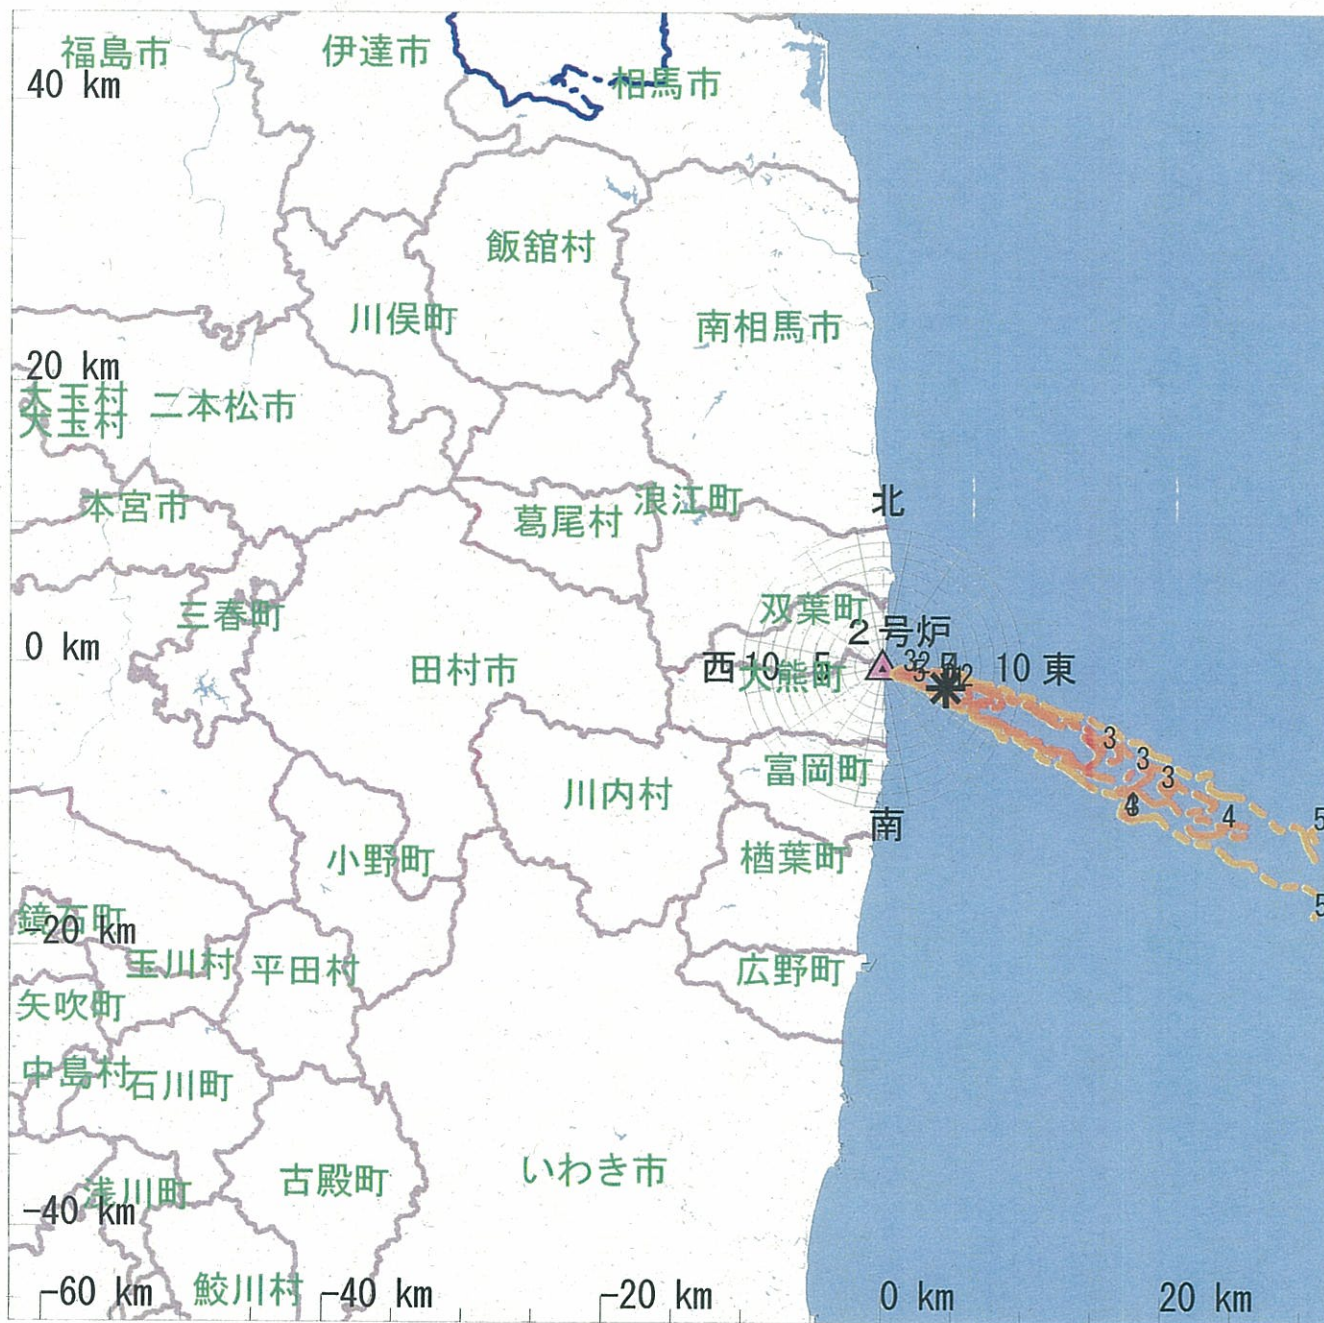 福島市
伊達市
40 km
相馬市
飯舘村
川俣町
南相馬市
20 km
大玉村
二本松市
大玉村
本宮市
葛尾村
浪江町
北
三春町
双葉町
2号炉
0 km
田村市
西 10 5
大熊町
10 東
3
3
3
川内村
富岡町
4
5
南
小野町
楢葉町
鏡石町
-20 km
玉川村
平田村
広野町
5
矢吹町
中島村
石川町
いわき市
古殿町
浅川町
-40 km
鮫川村
-60 km
-40 km
-20 km
0 km
20 km